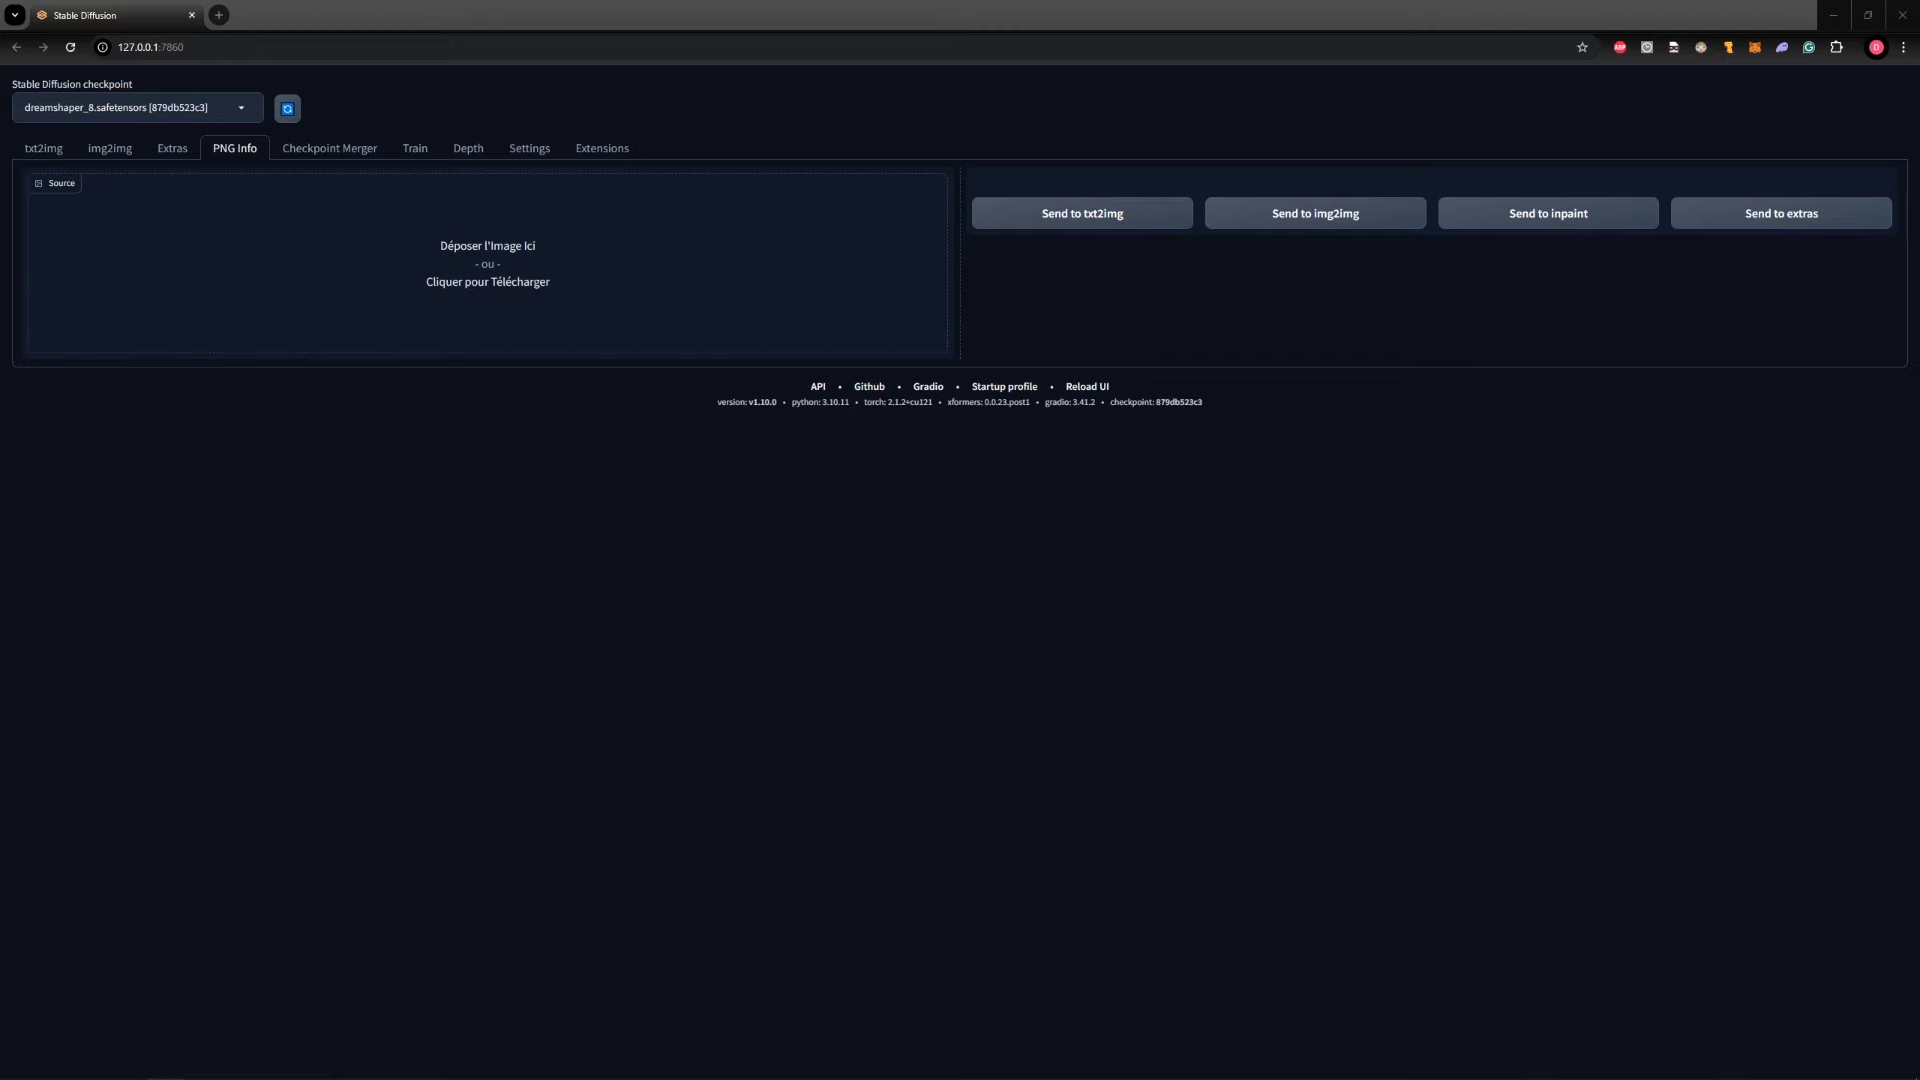 Stable Diffusion
127.0.0.1:7860
ABP
D
Stable Diffusion checkpoint
dreamshaper_8.safetensors [879db523c3]
txt2img
img2img
Extras
PNG Info
Checkpoint Merger
Train
Depth
Settings
Extensions
Source
Déposer l'Image Ici
- ou -
Cliquer pour Télécharger
Send to txt2img
Send to img2img
Send to inpaint
Send to extras
API • Github • Gradio • Startup profile • Reload UI
version: v1.10.0 • python: 3.10.11 • torch: 2.1.2+cu121 • xformers: 0.0.23.post1 • gradio: 3.41.2 • checkpoint: 879db523c3